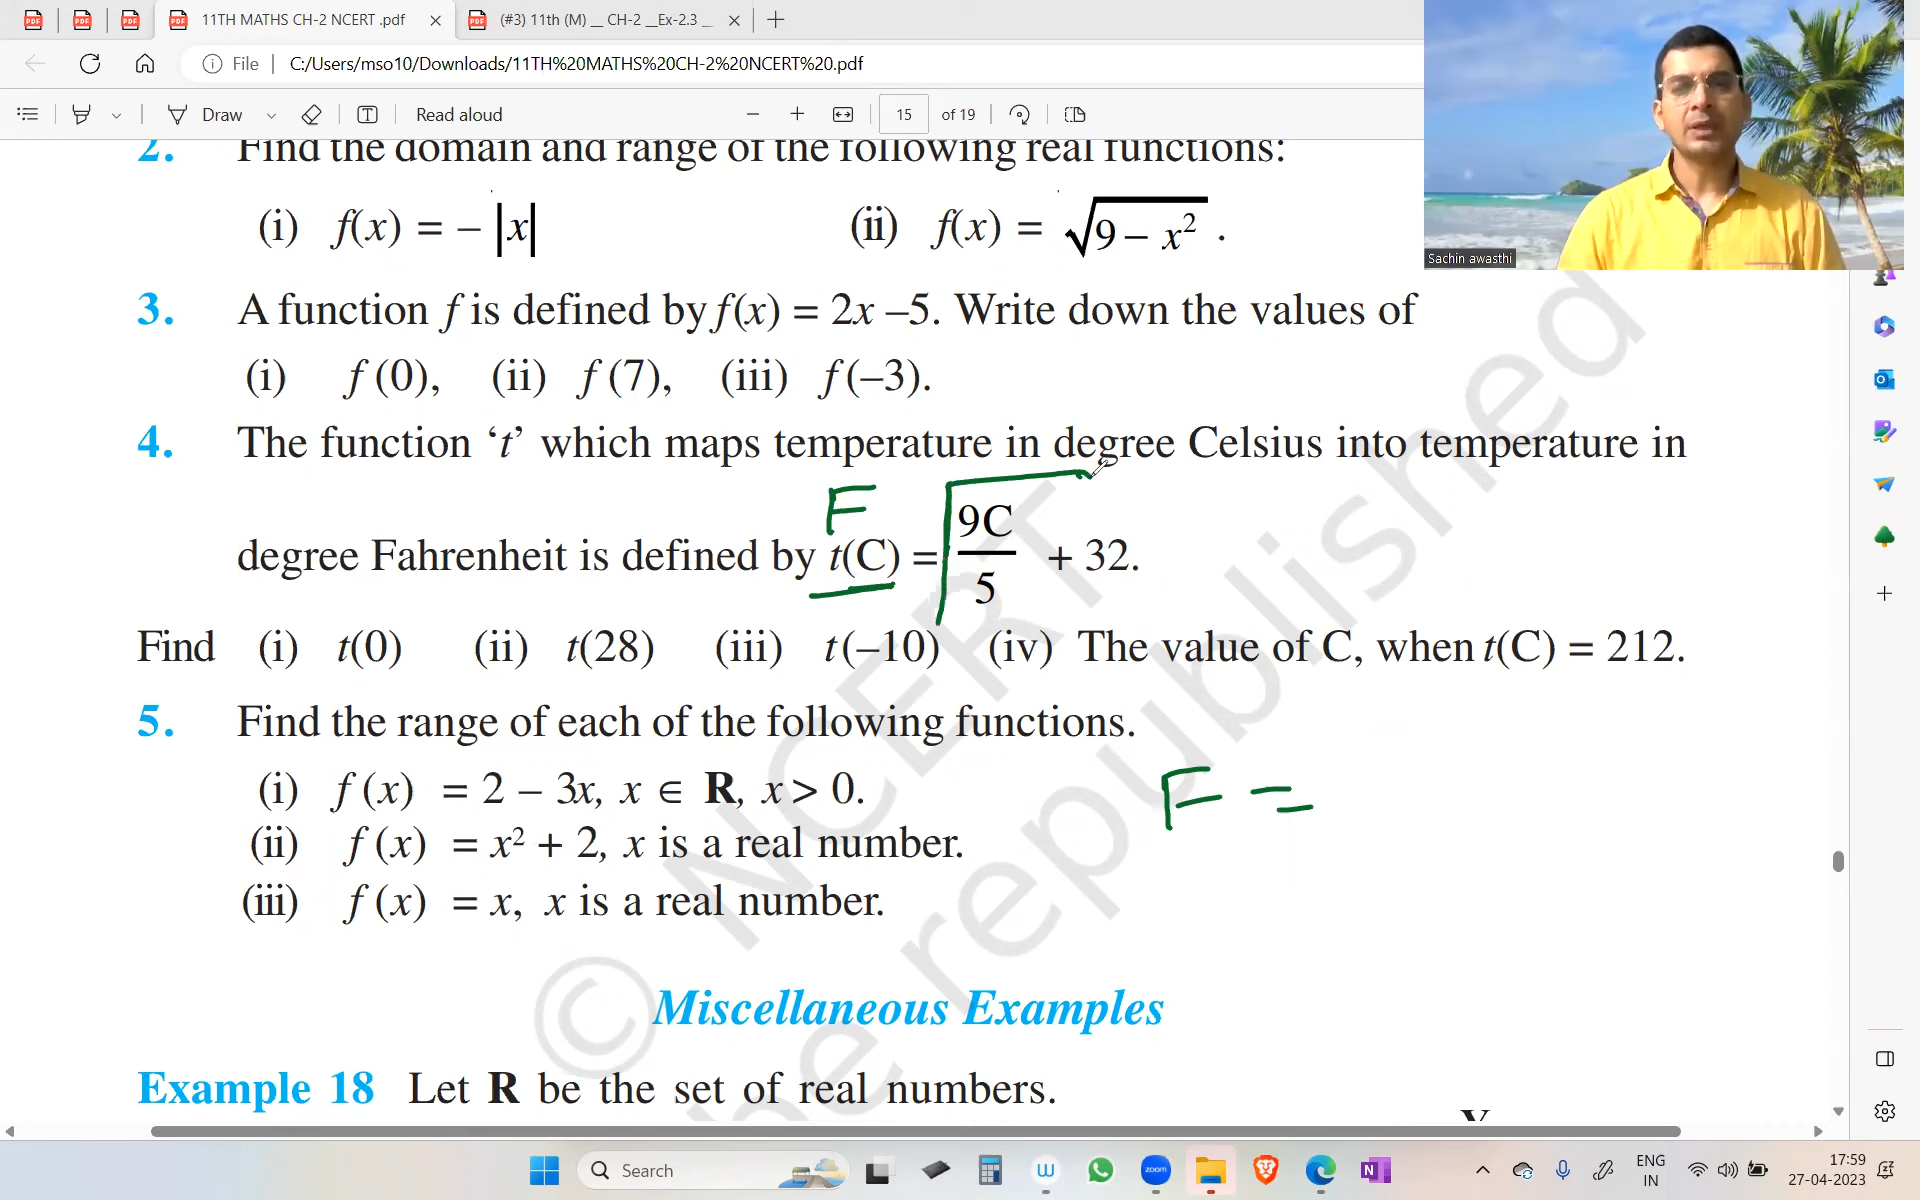 11TH MATHS CH-2 NCERT .pdf
(#3) 11th (M) __ CH-2 __Ex-2.3
File
C:/Users/mso10/Downloads/11TH%20MATHS%20CH-2%20NCERT%20.pdf
Draw
Read aloud
15
of 19
Sachin awasthi
2. Find the domain and range of the following real functions:
(i) f(x) = – |x| (ii) f(x) = √9 – x² .
3. A function f is defined by f(x) = 2x –5. Write down the values of
(i) f (0), (ii) f (7), (iii) f (–3).
4. The function ‘t’ which maps temperature in degree Celsius into temperature in
F
degree Fahrenheit is defined by t(C) = 9C/5 + 32.
Find (i) t(0) (ii) t(28) (iii) t(–10) (iv) The value of C, when t(C) = 212.
5. Find the range of each of the following functions.
(i) f (x) = 2 – 3x, x ∈ R, x > 0.
F =
(ii) f (x) = x² + 2, x is a real number.
(iii) f (x) = x, x is a real number.
© NCERT
be republished
Miscellaneous Examples
Example 18 Let R be the set of real numbers.
Y
Search
zoom
ENG
IN
17:59
27-04-2023